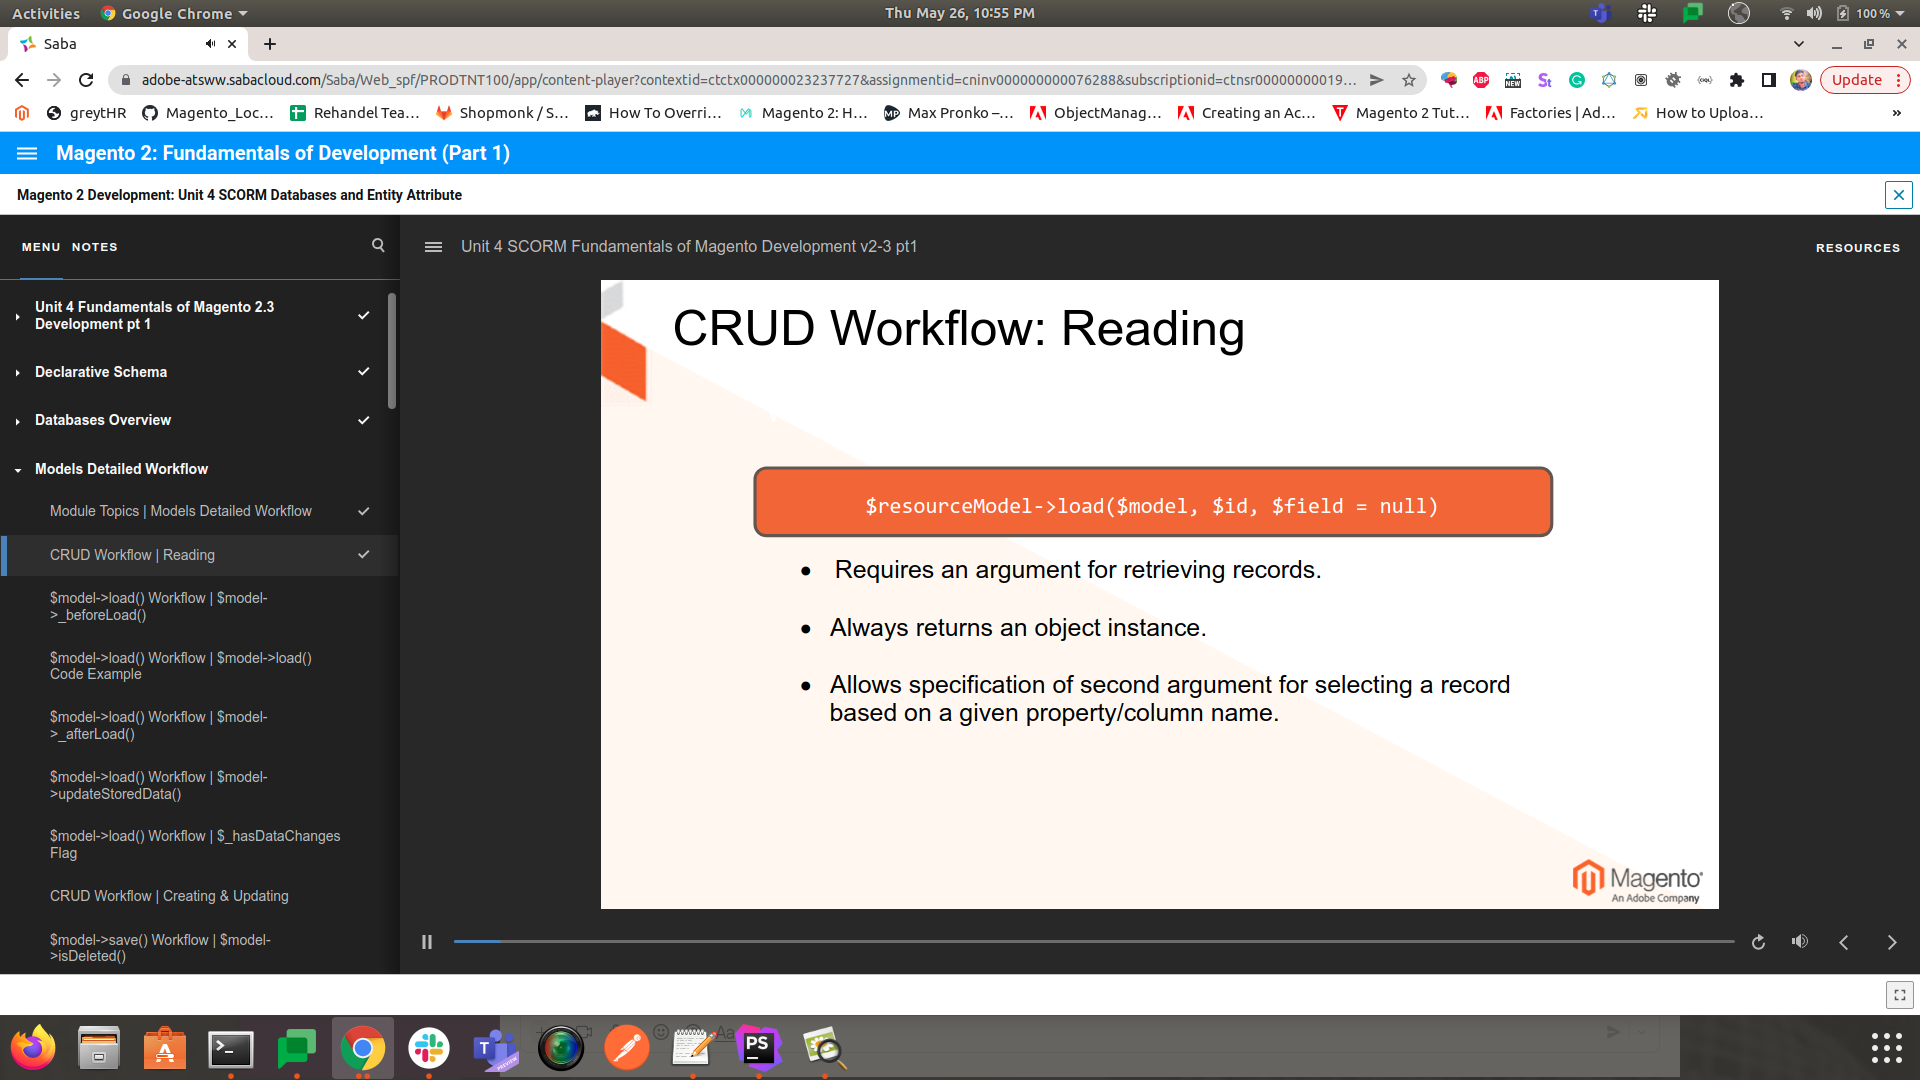 Activities
Google Chrome
Thu May 26, 10:55 PM
100 %
Saba
adobe-atsww.sabacloud.com/Saba/Web_spf/PRODTNT100/app/content-player?contextid=ctctx000000023237727&assignmentid=cninv000000000076288&subscriptionid=ctnsr00000000019...
ABP
NEW
Update
greytHR
Magento_Loc...
Rehandel Tea...
Shopmonk / S...
How To Overri...
Magento 2: H...
Max Pronko –...
ObjectManag...
Creating an Ac...
Magento 2 Tut...
Factories | Ad...
How to Uploa...
»
Magento 2: Fundamentals of Development (Part 1)
Magento 2 Development: Unit 4 SCORM Databases and Entity Attribute
MENU
NOTES
Unit 4 SCORM Fundamentals of Magento Development v2-3 pt1
RESOURCES
Unit 4 Fundamentals of Magento 2.3
Development pt 1
Declarative Schema
Databases Overview
Models Detailed Workflow
Module Topics | Models Detailed Workflow
CRUD Workflow | Reading
$model->load() Workflow | $model-
>_beforeLoad()
$model->load() Workflow | $model->load()
Code Example
$model->load() Workflow | $model-
>_afterLoad()
$model->load() Workflow | $model-
>updateStoredData()
$model->load() Workflow | $_hasDataChanges
Flag
CRUD Workflow | Creating & Updating
$model->save() Workflow | $model-
>isDeleted()
CRUD Workflow: Reading
$resourceModel->load($model, $id, $field = null)
• Requires an argument for retrieving records.
• Always returns an object instance.
• Allows specification of second argument for selecting a record
based on a given property/column name.
Magento
An Adobe Company
PS